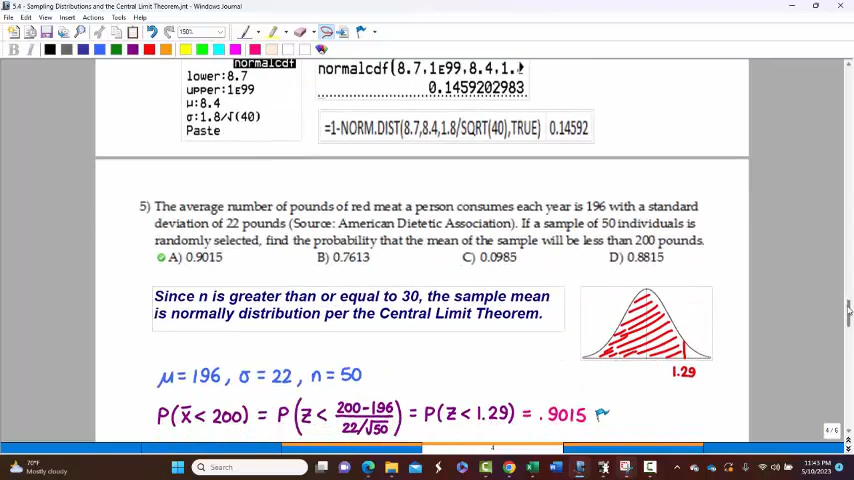 5.4 - Sampling Distributions and the Central Limit Theorem.jnt - Windows Journal
File Edit View Insert Actions Tools Help
150%
B I
normalcdf
lower:8.7
upper:1E99
μ:8.4
σ:1.8/√(40)
Paste
normalcdf(8.7,1E99,8.4,1.
0.1459202983
=1-NORM.DIST(8.7,8.4,1.8/SQRT(40),TRUE) 0.14592
5) The average number of pounds of red meat a person consumes each year is 196 with a standard
deviation of 22 pounds (Source: American Dietetic Association). If a sample of 50 individuals is
randomly selected, find the probability that the mean of the sample will be less than 200 pounds.
A) 0.9015 B) 0.7613 C) 0.0985 D) 0.8815
Since n is greater than or equal to 30, the sample mean
is normally distribution per the Central Limit Theorem.
1.29
μ = 196 , σ = 22 , n = 50
P(x̄ < 200) = P(z < 200-196/22/√50) = P(z < 1.29) = .9015
4/6
4
70°F
Mostly cloudy
Search
11:43 PM
5/10/2023